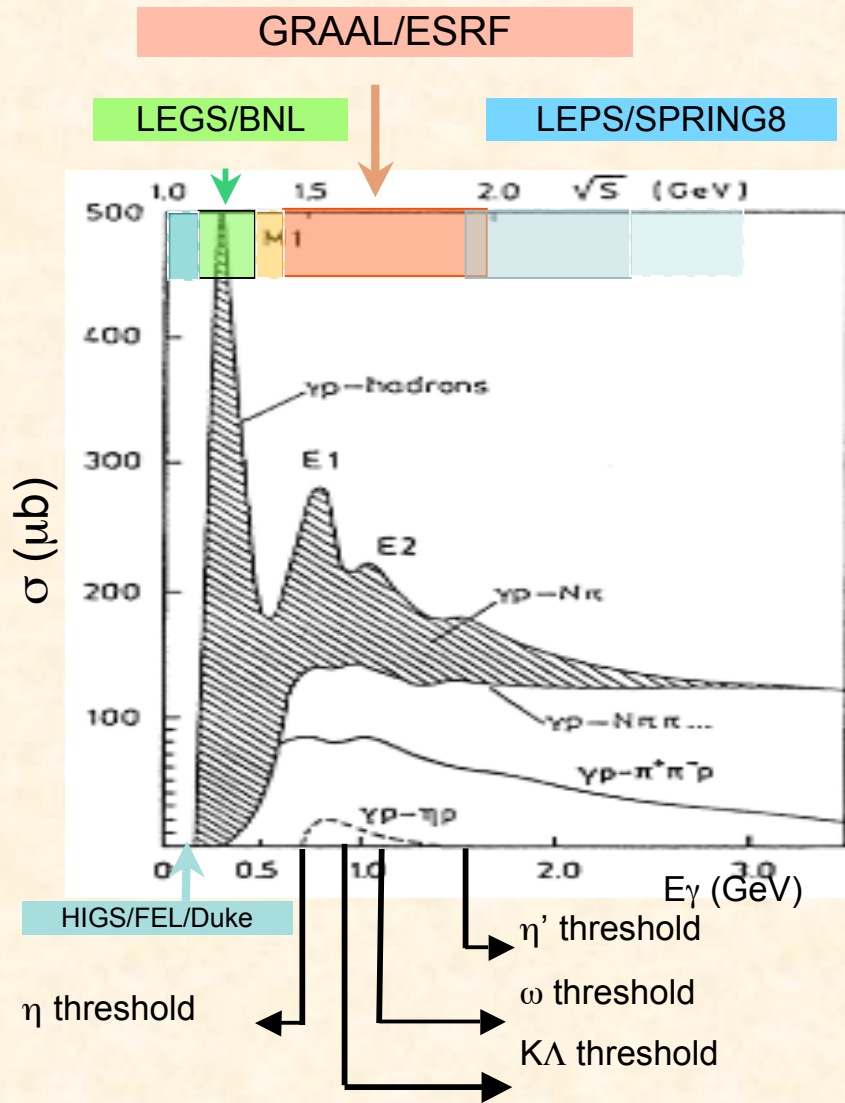 GRAAL/ESRF
LEGS/BNL
LEPS/SPRING8
1.0 1,5 2.0 √S [GeV]
500
M1
400
γp-hadrons
300
E1
E2
σ (μb)
200
γp-Nπ
100
γp-Nππ...
γp-π⁺π⁻p
γp-ηp
0 0.5 1.0 2.0 3.0
Eγ (GeV)
HIGS/FEL/Duke
η’ threshold
η threshold
ω threshold
KΛ threshold